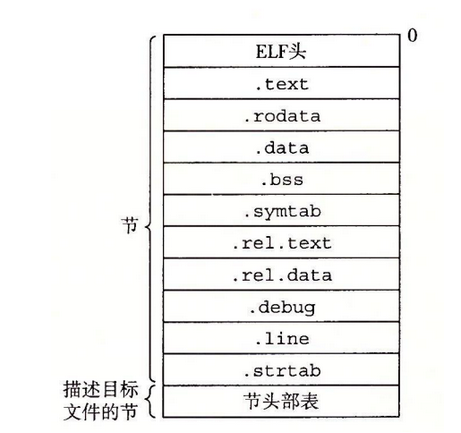 0
ELF头
.text
.rodata
.data
.bss
.symtab
.rel.text
.rel.data
.debug
.line
.strtab
节
描述目标
文件的节
节头部表